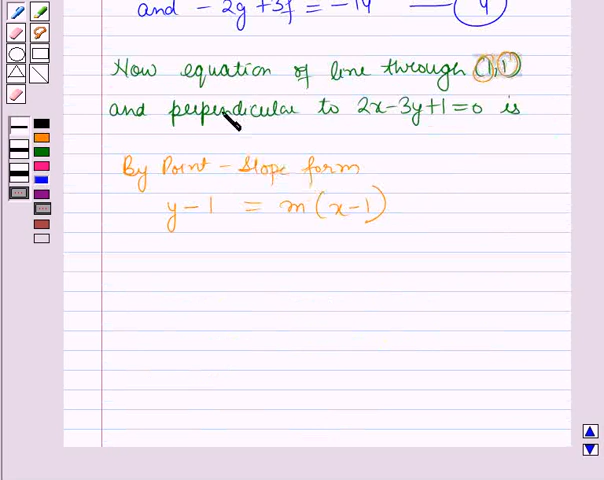 and -2g +3f = -14 — 4
Now equation of line through (1,1)
and perpendicular to 2x-3y+1=0 is
By Point - Slope form
y-1 = m(x-1)